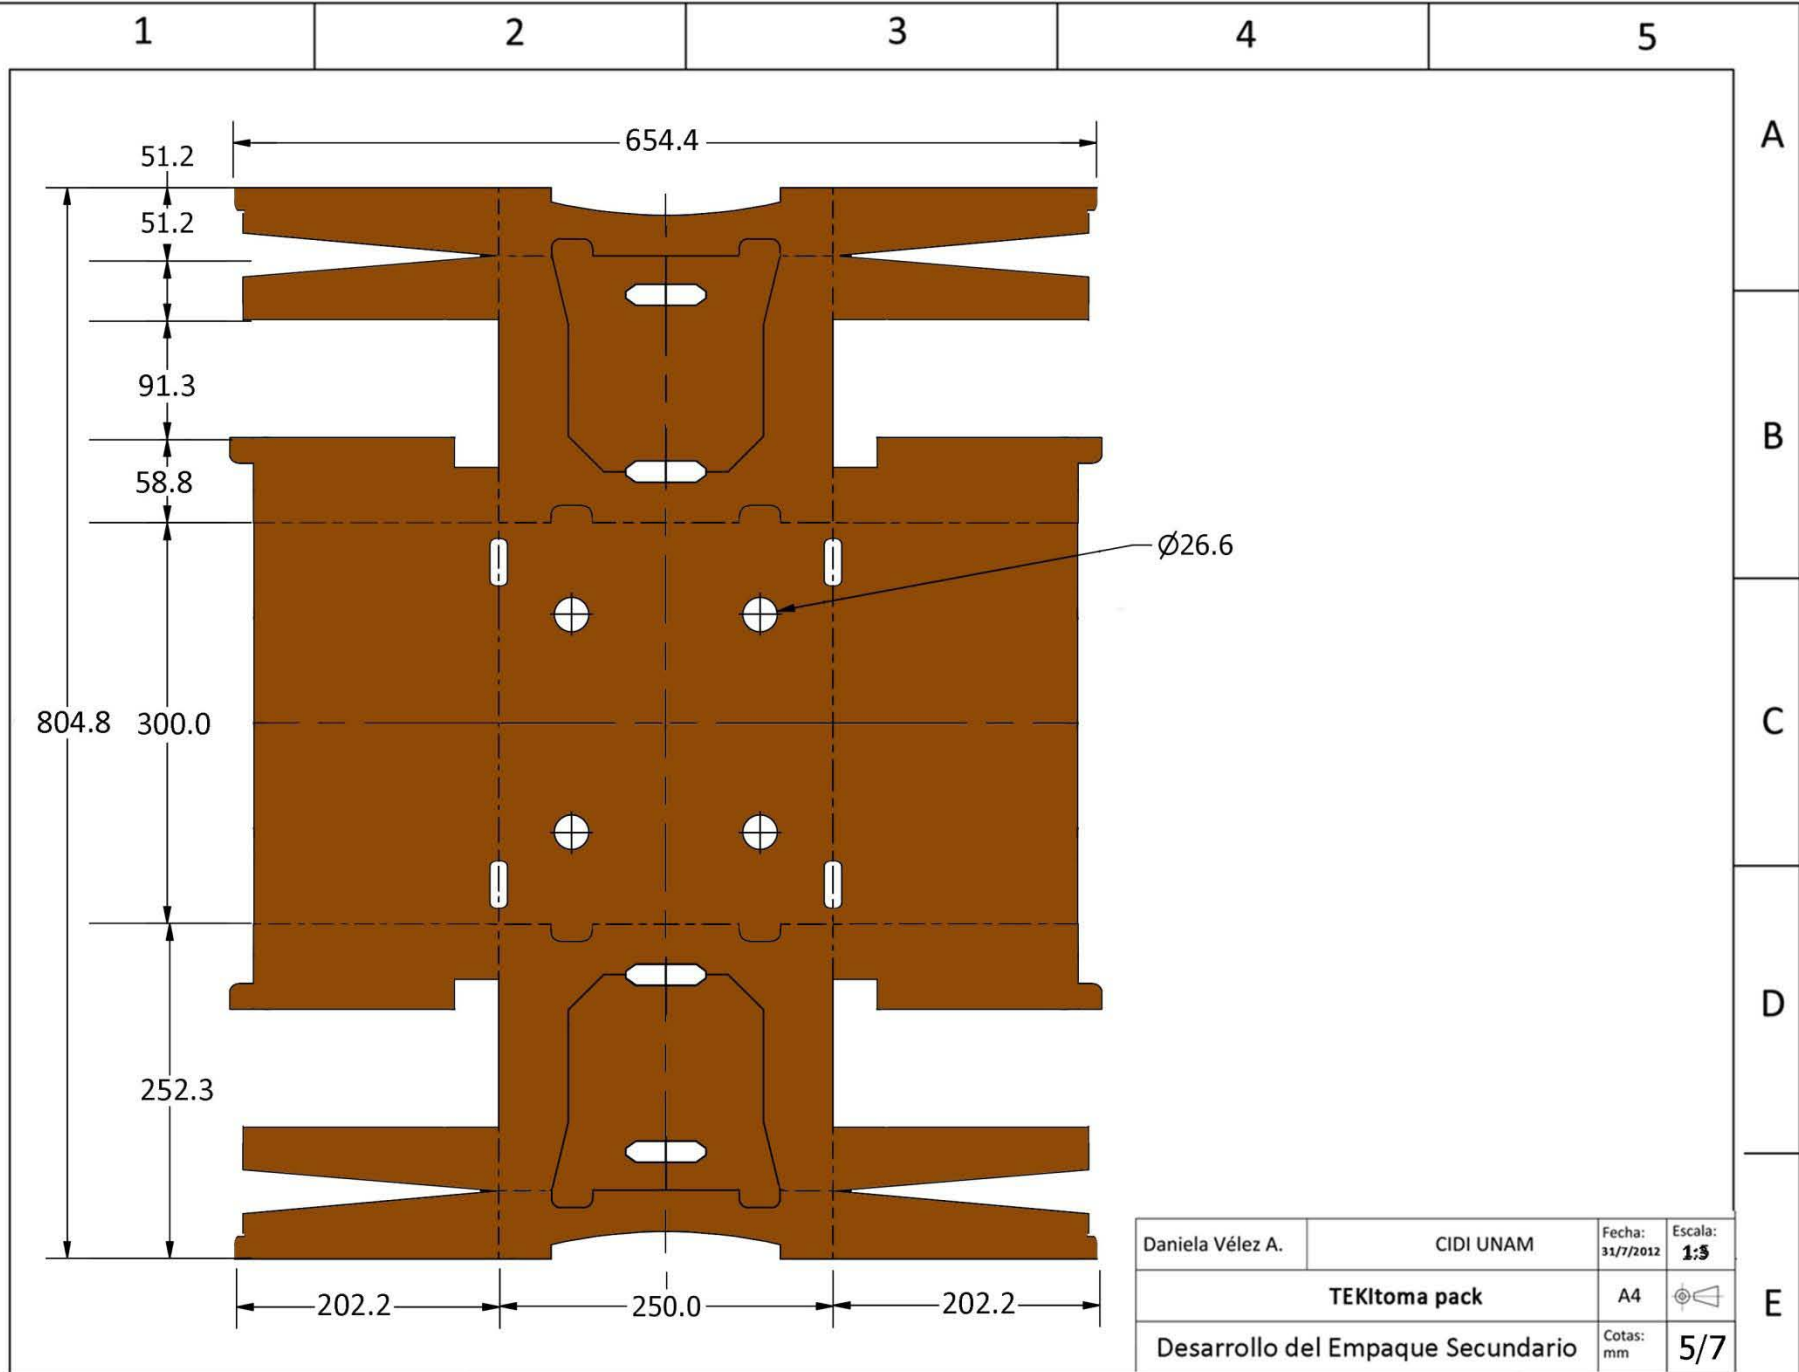 1 2 3 4 5
A
654.4
51.2
51.2
91.3
B
58.8
Ø26.6
804.8 300.0
C
D
252.3
202.2 250.0 202.2
E
Daniela Vélez A. CIDI UNAM Fecha: 31/7/2012 Escala:
TEKItoma pack A4
Desarrollo del Empaque Secundario Cotas: mm 5/7